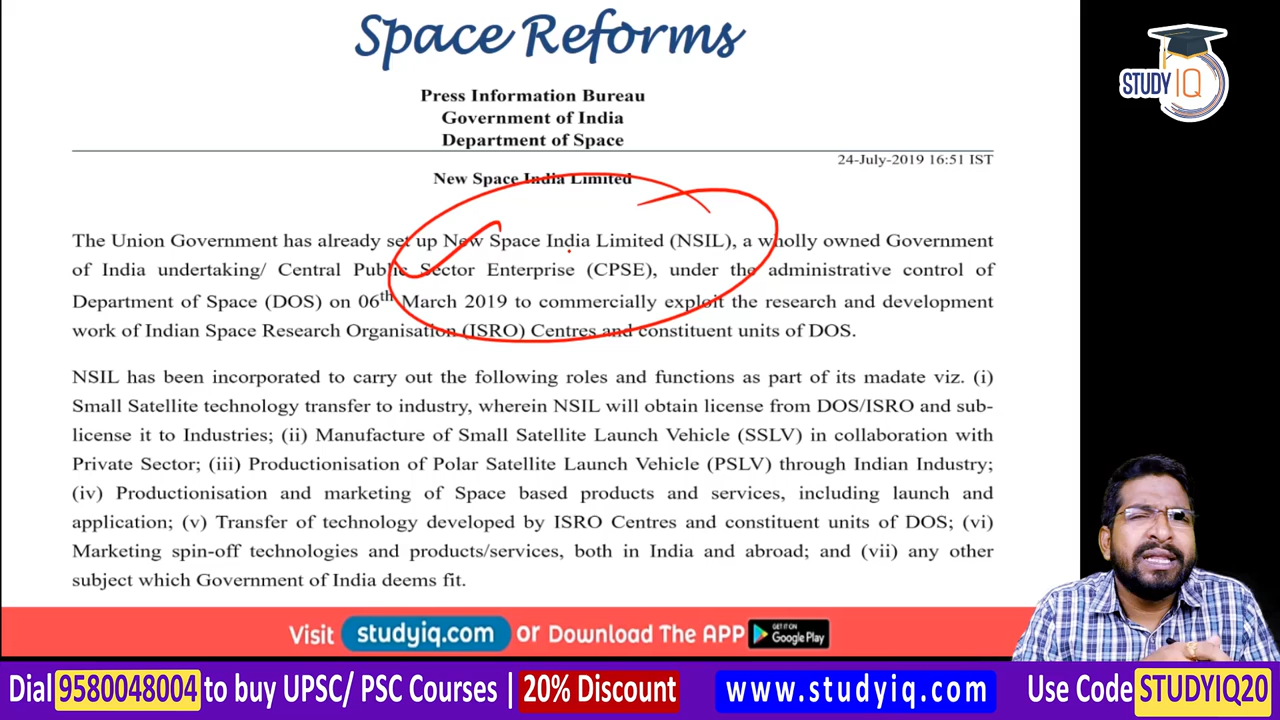 Space Reforms
STUDY IQ
Press Information Bureau
Government of India
Department of Space
24-July-2019 16:51 IST
New Space India Limited
The Union Government has already set up New Space India Limited (NSIL), a wholly owned Government
of India undertaking/ Central Public Sector Enterprise (CPSE), under the administrative control of
Department of Space (DOS) on 06th March 2019 to commercially exploit the research and development
work of Indian Space Research Organisation (ISRO) Centres and constituent units of DOS.
NSIL has been incorporated to carry out the following roles and functions as part of its madate viz. (i)
Small Satellite technology transfer to industry, wherein NSIL will obtain license from DOS/ISRO and sub-
license it to Industries; (ii) Manufacture of Small Satellite Launch Vehicle (SSLV) in collaboration with
Private Sector; (iii) Productionisation of Polar Satellite Launch Vehicle (PSLV) through Indian Industry;
(iv) Productionisation and marketing of Space based products and services, including launch and
application; (v) Transfer of technology developed by ISRO Centres and constituent units of DOS; (vi)
Marketing spin-off technologies and products/services, both in India and abroad; and (vii) any other
subject which Government of India deems fit.
Visit studyiq.com or Download The APP GET IT ON Google Play
Dial 9580048004 to buy UPSC/ PSC Courses | 20% Discount www.studyiq.com Use Code STUDYIQ20